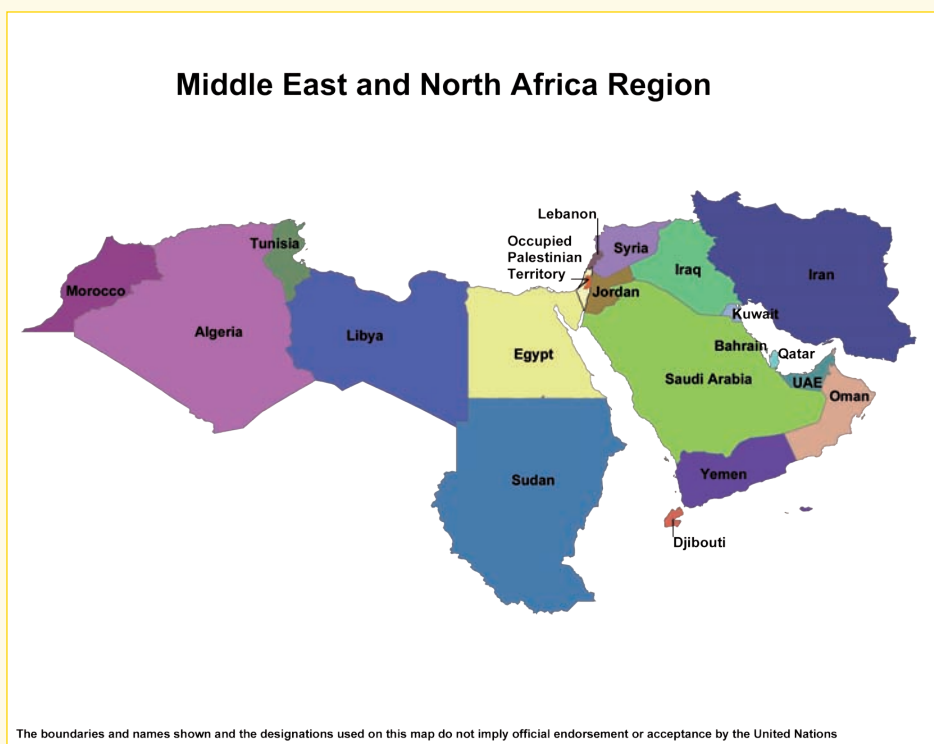 Middle East and North Africa Region
Lebanon
Occupied
Palestinian
Territory
Tunisia
Syria
Iraq
Iran
Morocco
Jordan
Algeria
Libya
Kuwait
Egypt
Bahrain
Qatar
Saudi Arabia
UAE
Oman
Yemen
Sudan
Djibouti
The boundaries and names shown and the designations used on this map do not imply official endorsement or acceptance by the United Nations